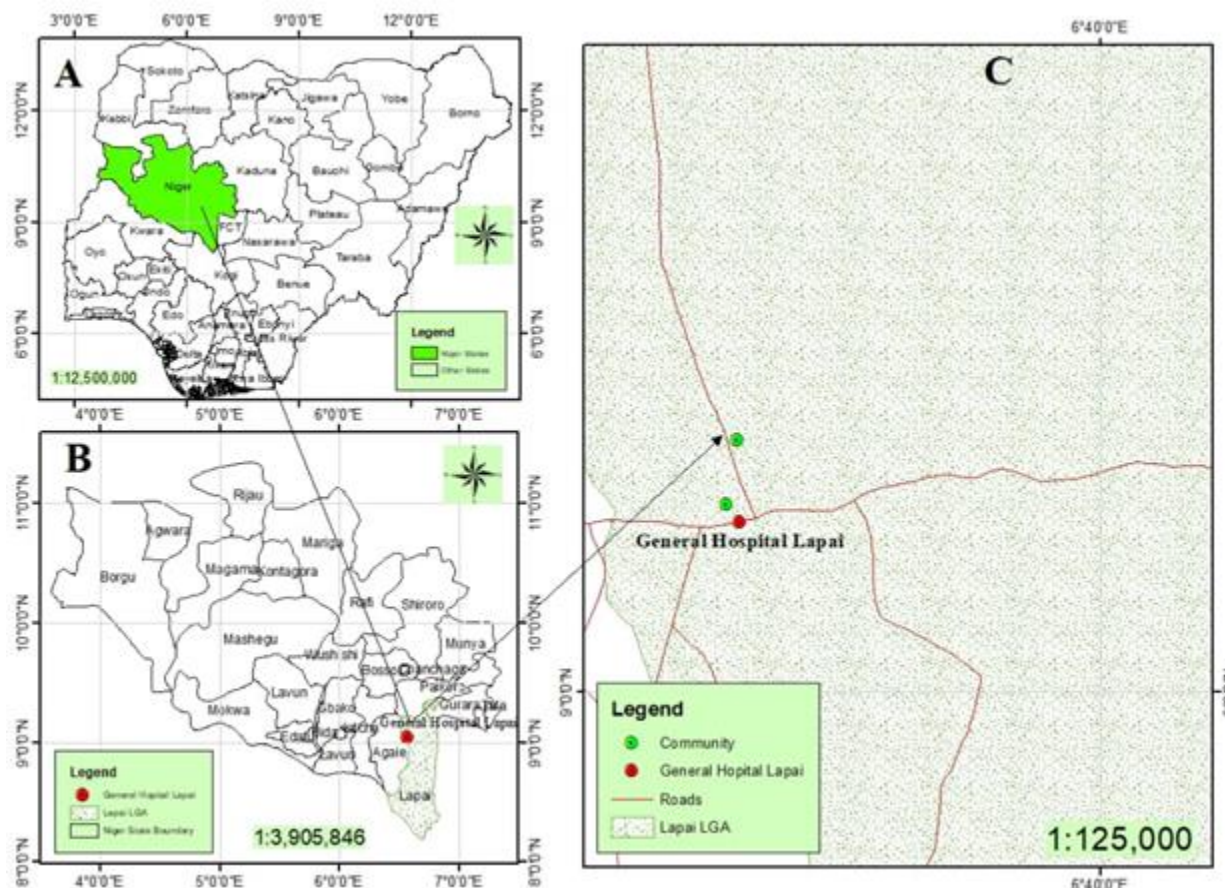 3°0'0"E 6°0'0"E 9°0'0"E 12°0'0"E
A
12°0'0"N
9°0'0"N
6°0'0"N
12°0'0"N
9°0'0"N
6°0'0"N
Sokoto
Zamfara
Katsina
Jigawa
Yobe
Borno
Kebbi
Kano
Kaduna
Bauchi
Gombe
Niger
Adamawa
Plateau
Kwara
FCT
Nasarawa
Taraba
Oyo
Ekiti
Osun
Kogi
Benue
Ogun
Ondo
Edo
Anambra
Ebonyi
Delta
Legend
Niger States
Other States
1:12,500,000
4°0'0"E 5°0'0"E 6°0'0"E 7°0'0"E
B
11°0'0"N
10°0'0"N
9°0'0"N
8°0'0"N
11°0'0"N
10°0'0"N
9°0'0"N
8°0'0"N
Rijau
Agwara
Mariga
Borgu
Magama
Kontagora
Rafi
Shiroro
Mashegu
Munya
Wushishi
Bosso
Chanchaga
Paikoro
Lavun
Gbako
Gurara
Mokwa
General Hospital Lapai
Agaie
Lavun
Lapai
Legend
General Hopital Lapai
Lapai LGA
Niger State Boundary
1:3,905,846
4°0'0"E 5°0'0"E 6°0'0"E 7°0'0"E
6°40'0"E
C
General Hospital Lapai
9°0'0"N
Legend
Community
General Hopital Lapai
Roads
Lapai LGA
1:125,000
6°40'0"E